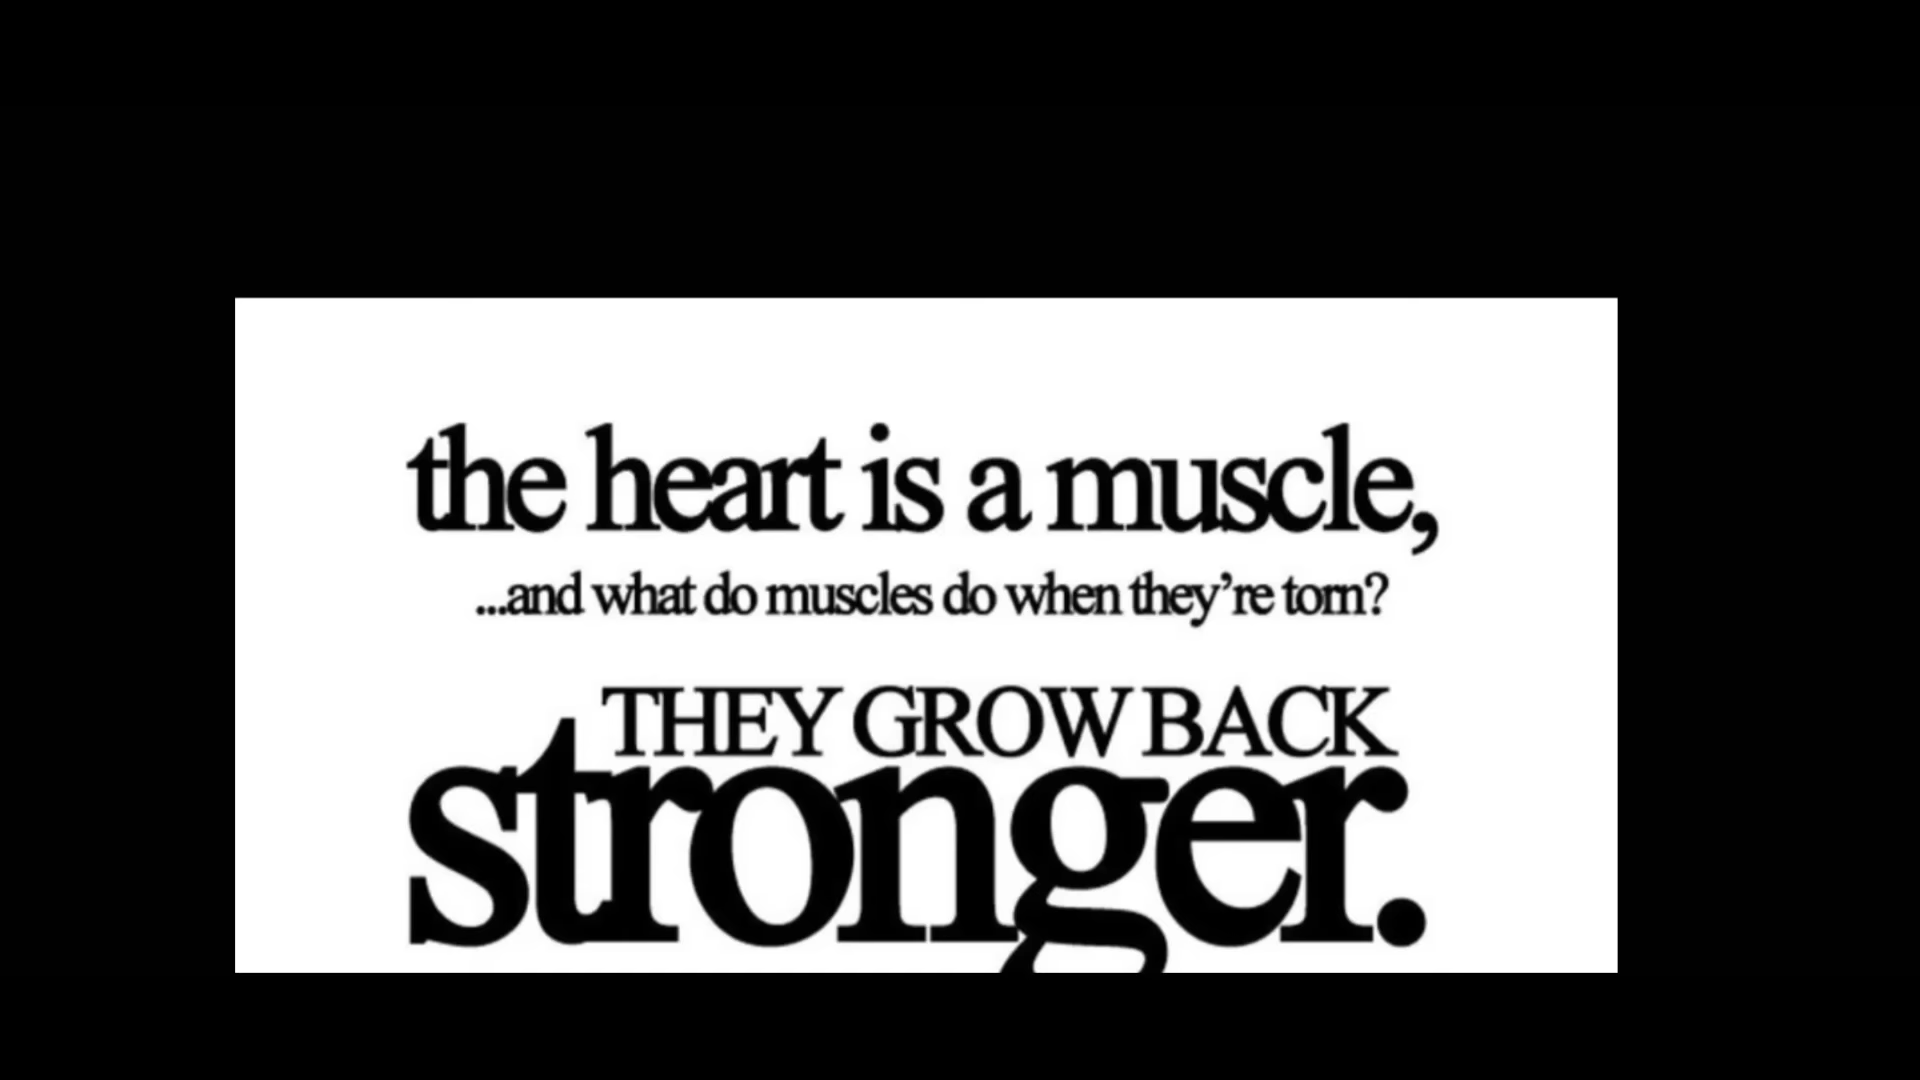 the heart is a muscle,
...and what do muscles do when they’re torn?
THEY GROW BACK
stronger.